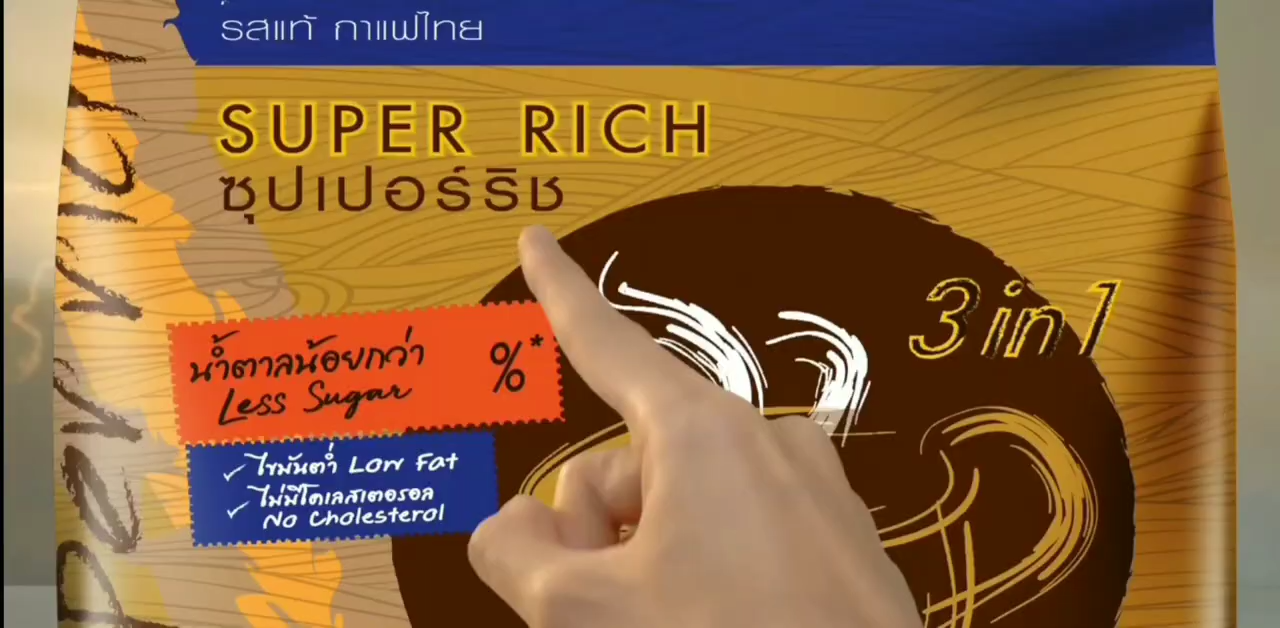 รสแท้ กาแฟไทย
SUPER RICH
ซุปเปอร์ริช
3 in 1
น้ำตาลน้อยกว่า
%*
Less Sugar
✓ ไขมันต่ำ Low Fat
✓ ไม่มีโคเลสเตอรอล
No Cholesterol